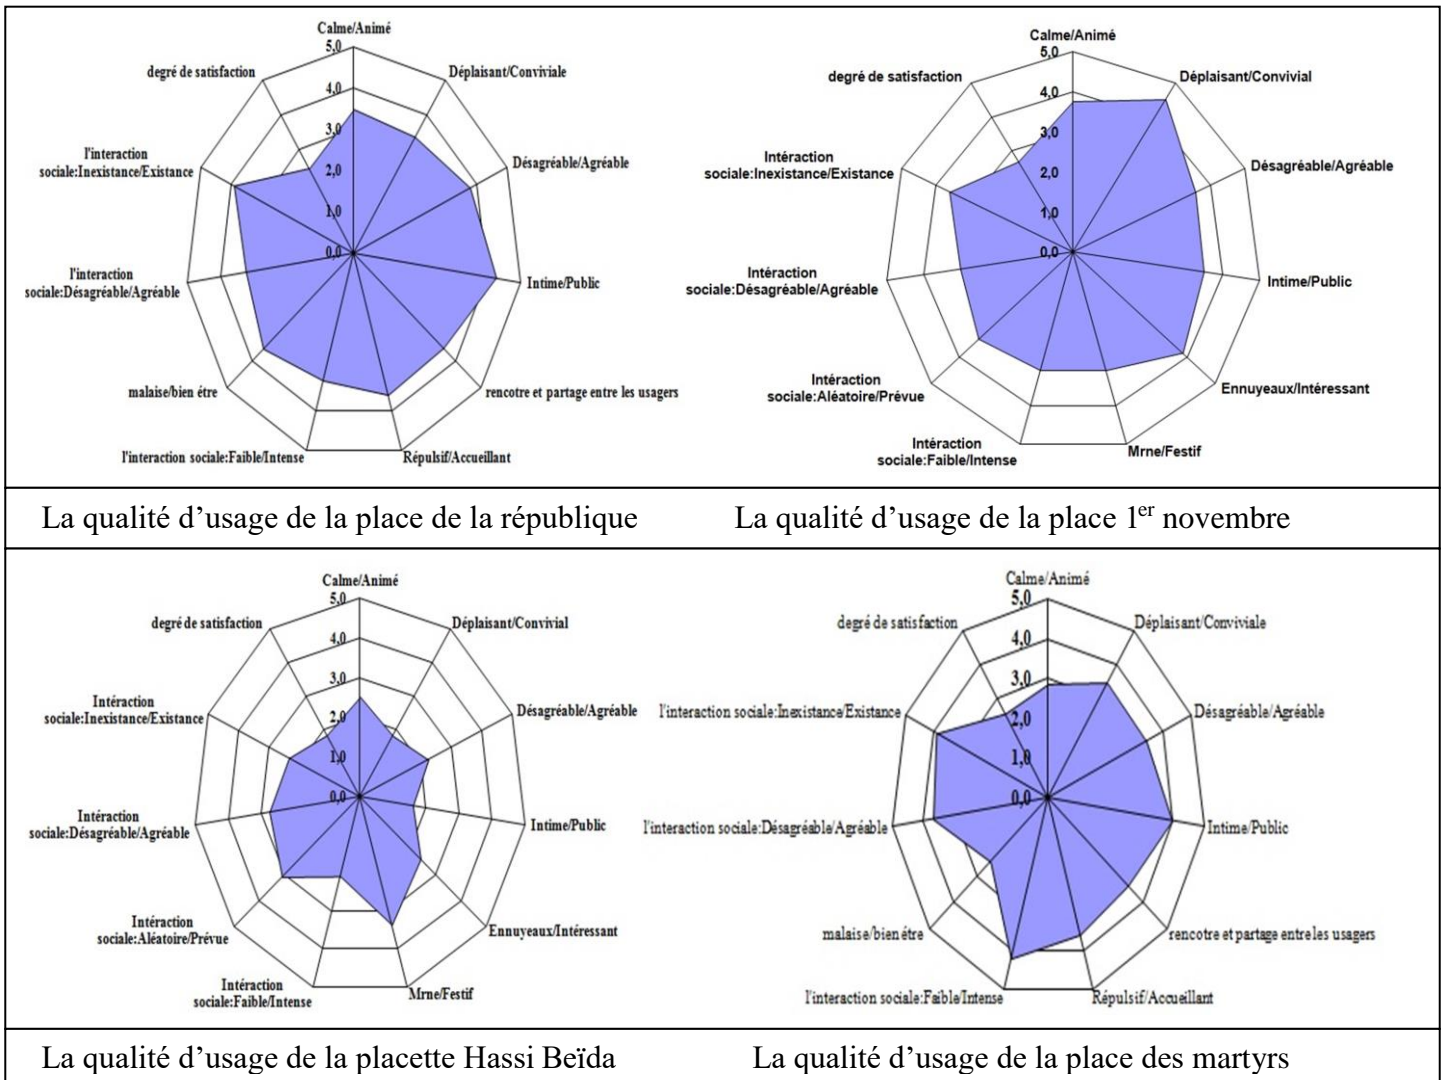 Calme/Animé
5,0
degré de satisfaction
Déplaisant/Conviviale
4,0
3,0
l'interaction
sociale:Inexistance/Existance
Désagréable/Agréable
2,0
1,0
0,0
l'interaction
sociale:Désagréable/Agréable
Intime/Public
malaise/bien étre
rencotre et partage entre les usagers
l'interaction sociale:Faible/Intense
Répulsif/Accueillant
Calme/Animé
5,0
degré de satisfaction
Déplaisant/Convivial
4,0
3,0
Intéraction
sociale:Inexistance/Existance
Désagréable/Agréable
2,0
1,0
0,0
Intéraction
sociale:Désagréable/Agréable
Intime/Public
Intéraction
sociale:Aléatoire/Prévue
Ennuyeaux/Intéressant
Intéraction
sociale:Faible/Intense
Mrne/Festif
La qualité d’usage de la place de la république
La qualité d’usage de la place 1er novembre
Calme/Animé
5,0
degré de satisfaction
Déplaisant/Convivial
4,0
3,0
Intéraction
sociale:Inexistance/Existance
Désagréable/Agréable
2,0
1,0
0,0
Intéraction
sociale:Désagréable/Agréable
Intime/Public
Intéraction
sociale:Aléatoire/Prévue
Ennuyeaux/Intéressant
Intéraction
sociale:Faible/Intense
Mrne/Festif
Calme/Animé
5,0
degré de satisfaction
Déplaisant/Conviviale
4,0
3,0
l'interaction sociale:Inexistance/Existance
Désagréable/Agréable
2,0
1,0
0,0
l'interaction sociale:Désagréable/Agréable
Intime/Public
malaise/bien étre
rencotre et partage entre les usagers
l'interaction sociale:Faible/Intense
Répulsif/Accueillant
La qualité d’usage de la placette Hassi Beïda
La qualité d’usage de la place des martyrs